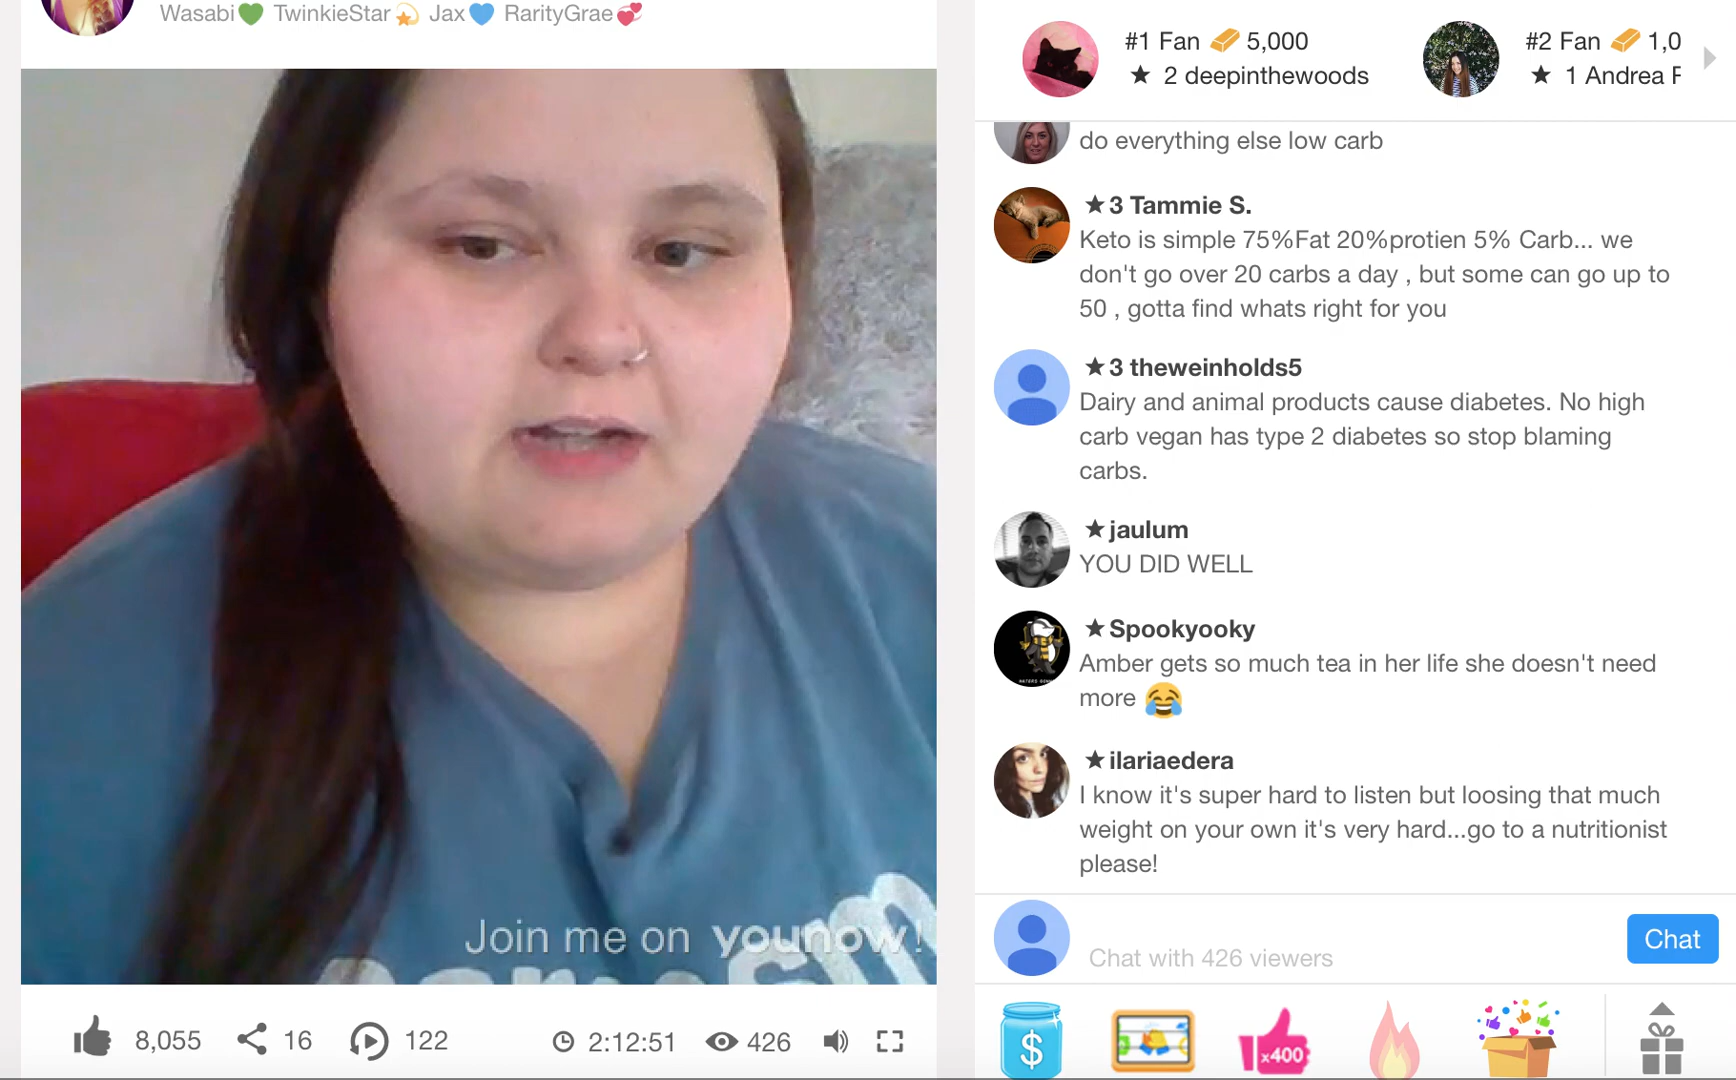 Wasabi💚 TwinkieStar💫 Jax💙 RarityGrae💞
#1 Fan 5,000
★ 2 deepinthewoods
#2 Fan 1,0
★ 1 Andrea F
do everything else low carb
★3 Tammie S.
Keto is simple 75%Fat 20%protien 5% Carb... we
don't go over 20 carbs a day , but some can go up to
50 , gotta find whats right for you
★3 theweinholds5
Dairy and animal products cause diabetes. No high
carb vegan has type 2 diabetes so stop blaming
carbs.
★jaulum
YOU DID WELL
★Spookyooky
Amber gets so much tea in her life she doesn't need
more 😂
★ilariaedera
I know it's super hard to listen but loosing that much
weight on your own it's very hard...go to a nutritionist
please!
Join me on younow!
Chat with 426 viewers
Chat
8,055 16 122 2:12:51 426
$
x400